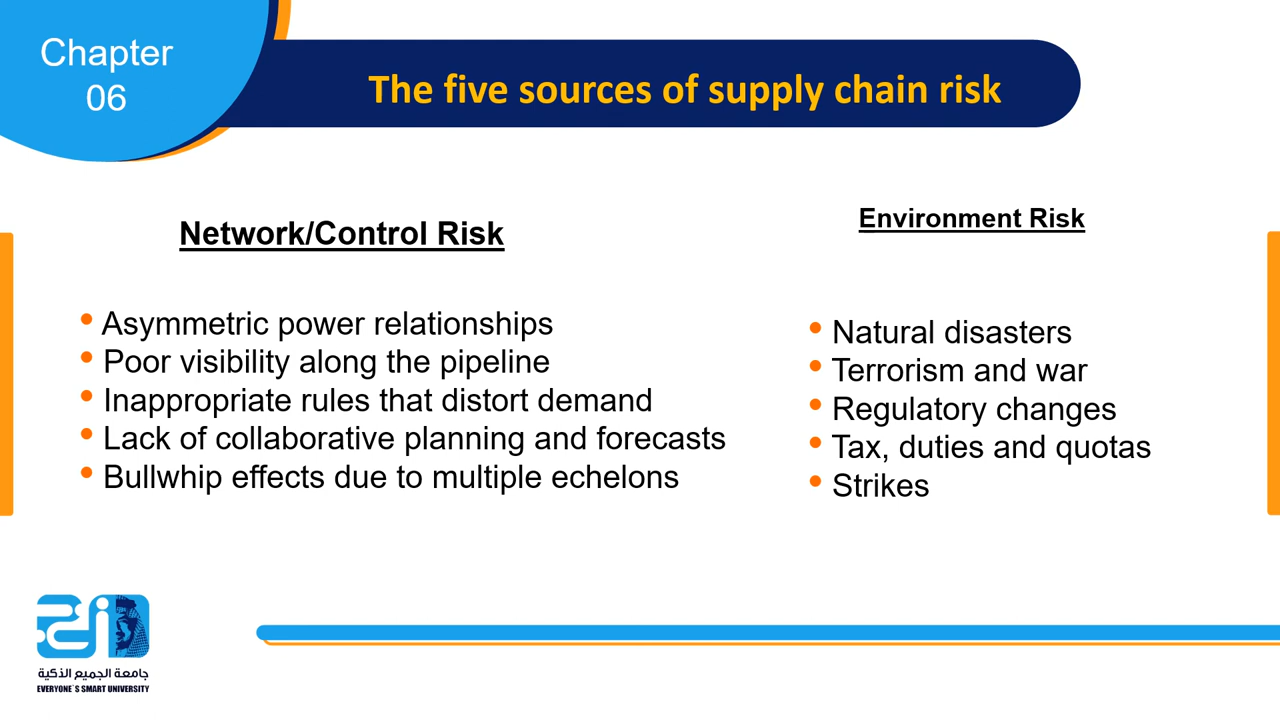 Chapter
06
The five sources of supply chain risk
Network/Control Risk
• Asymmetric power relationships
• Poor visibility along the pipeline
• Inappropriate rules that distort demand
• Lack of collaborative planning and forecasts
• Bullwhip effects due to multiple echelons
Environment Risk
• Natural disasters
• Terrorism and war
• Regulatory changes
• Tax, duties and quotas
• Strikes
جامعة الجميع الذكية
EVERYONE`S SMART UNIVERSITY